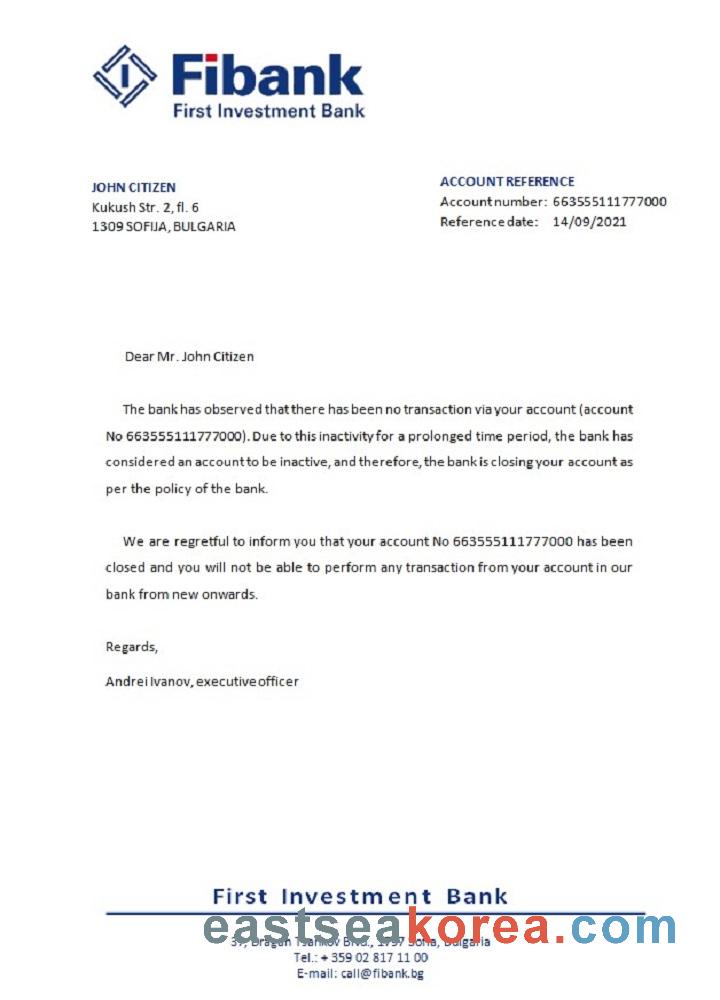 Fibank
First Investment Bank
JOHN CITIZEN
Kukush Str. 2, fl. 6
1309 SOFIJA, BULGARIA
ACCOUNT REFERENCE
Account number: 663555111777000
Reference date: 14/09/2021
Dear Mr. John Citizen
The bank has observed that there has been no transaction via your account (account
No 663555111777000). Due to this inactivity for a prolonged time period, the bank has
considered an account to be inactive, and therefore, the bank is closing your account as
per the policy of the bank.
We are regretful to inform you that your account No 663555111777000 has been
closed and you will not be able to perform any transaction from your account in our
bank from new onwards.
Regards,
Andrei Ivanov, executive officer
First Investment Bank
eastseakorea.com
37, Dragan Tsankov Blvd., 1797 Sofia, Bulgaria
Tel.: + 359 02 817 11 00
E-mail: call@fibank.bg